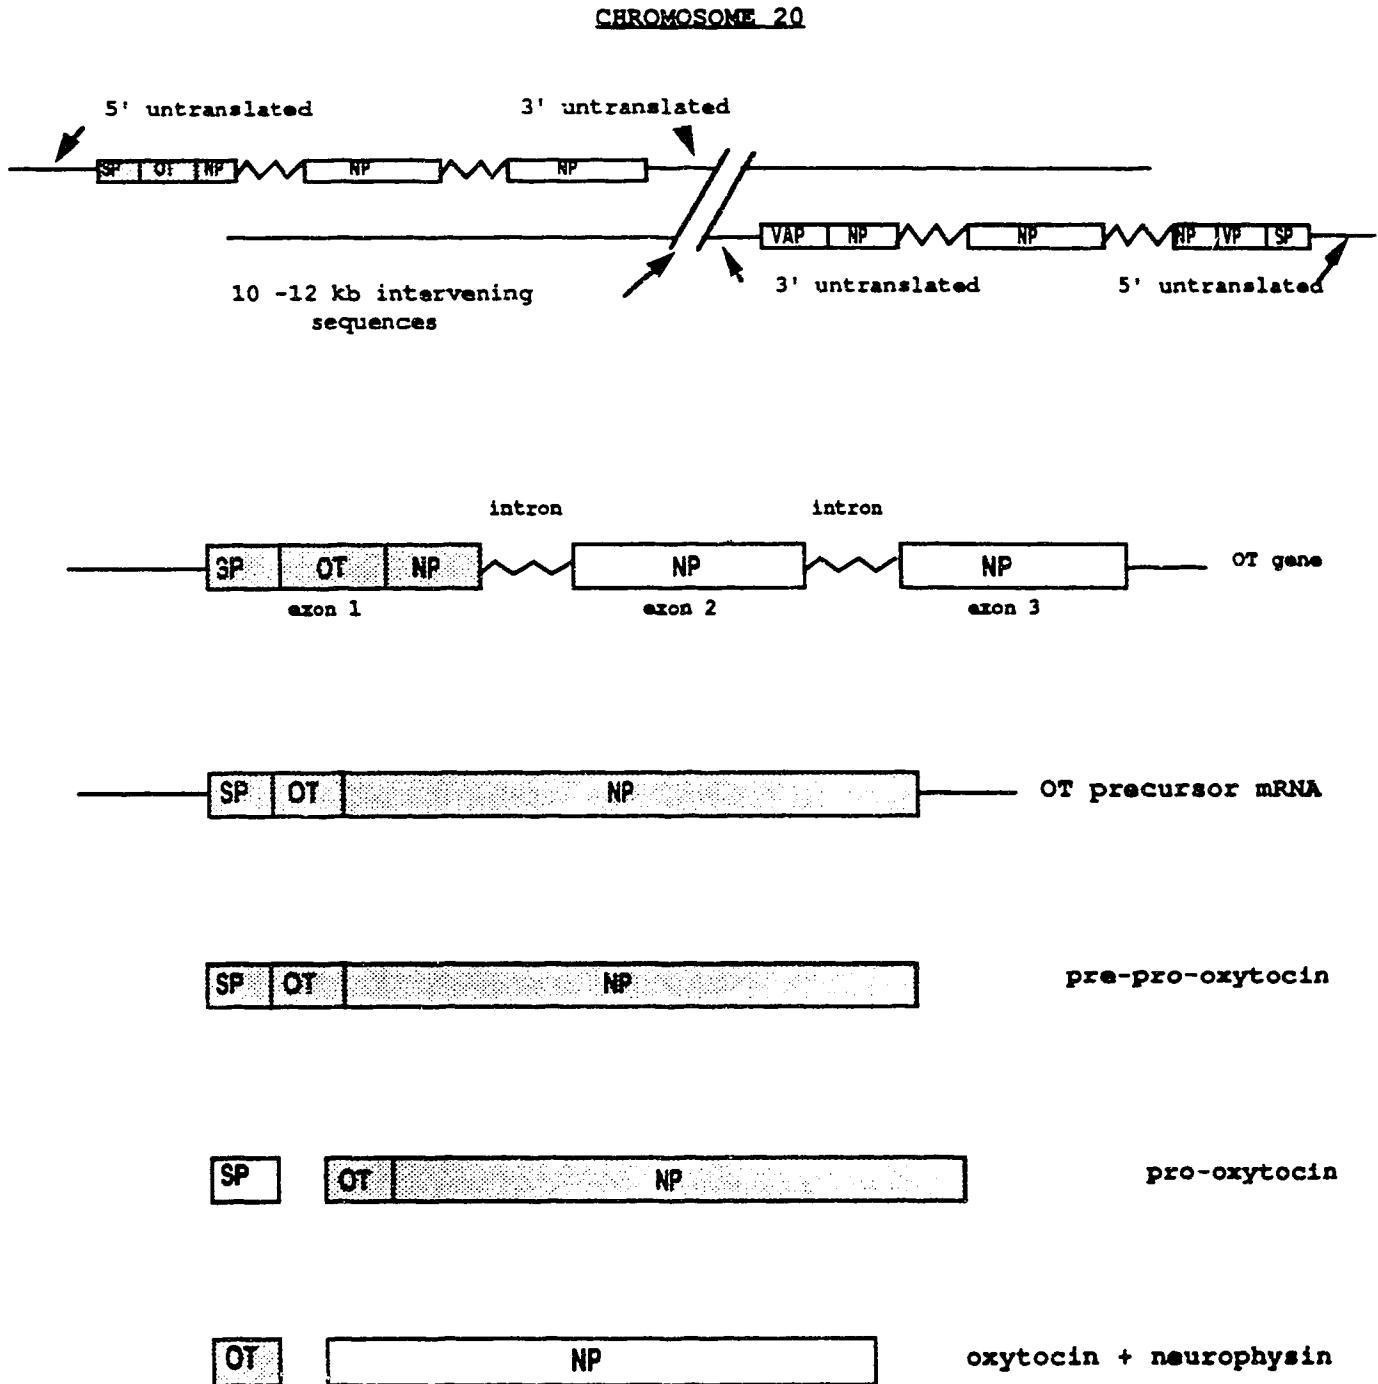 CHROMOSOME 20
5' untranslated 3' untranslated
SP OT NP NP NP
VAP NP NP NP VP SP
3' untranslated 5' untranslated
10 -12 kb intervening
sequences
intron intron
SP OT NP NP NP OT gene
exon 1 exon 2 exon 3
SP OT NP OT precursor mRNA
SP OT NP pre-pro-oxytocin
SP OT NP pro-oxytocin
OT NP oxytocin + neurophysin